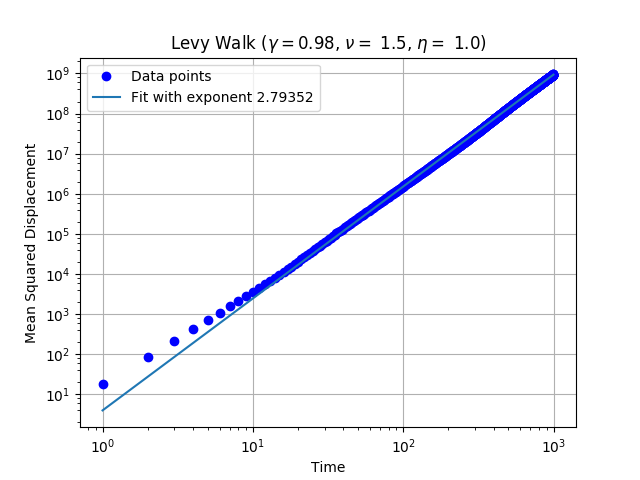 Levy Walk (γ = 0.98, ν = 1.5, η = 1.0)
Data points
Fit with exponent 2.79352
10⁹
10⁸
10⁷
10⁶
10⁵
10⁴
10³
10²
10¹
Mean Squared Displacement
10⁰ 10¹ 10² 10³
Time